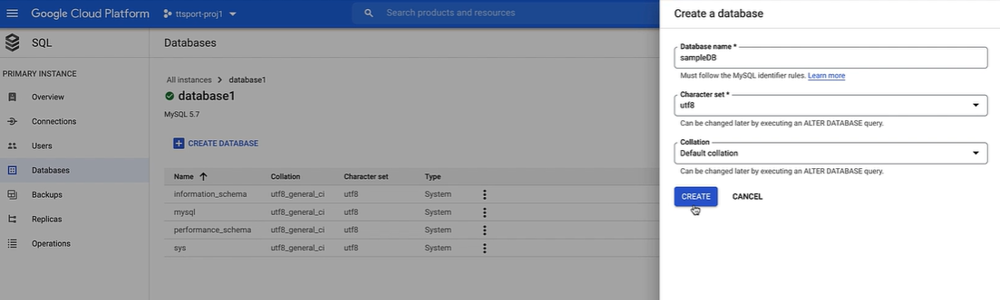 Google Cloud Platform
ttsport-proj1
Search products and resources
SQL
Databases
PRIMARY INSTANCE
Overview
Connections
Users
Databases
Backups
Replicas
Operations
All instances > database1
database1
MySQL 5.7
CREATE DATABASE
Name Collation Character set Type
information_schema utf8_general_ci utf8 System
mysql utf8_general_ci utf8 System
performance_schema utf8_general_ci utf8 System
sys utf8_general_ci utf8 System
Create a database
Database name *
sampleDB
Must follow the MySQL identifier rules. Learn more
Character set *
utf8
Can be changed later by executing an ALTER DATABASE query.
Collation
Default collation
Can be changed later by executing an ALTER DATABASE query.
CREATE CANCEL